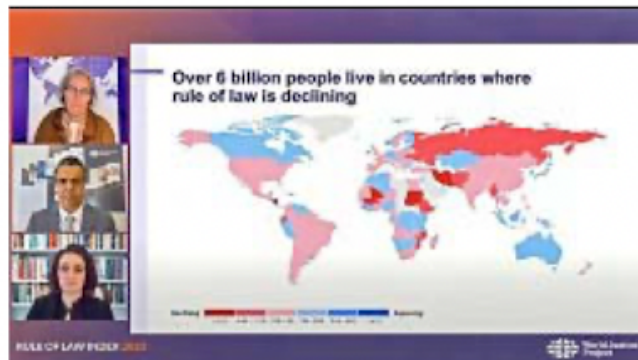 Over 6 billion people live in countries where
rule of law is declining
Declining
Improving
RULE OF LAW INDEX
World Justice
Project